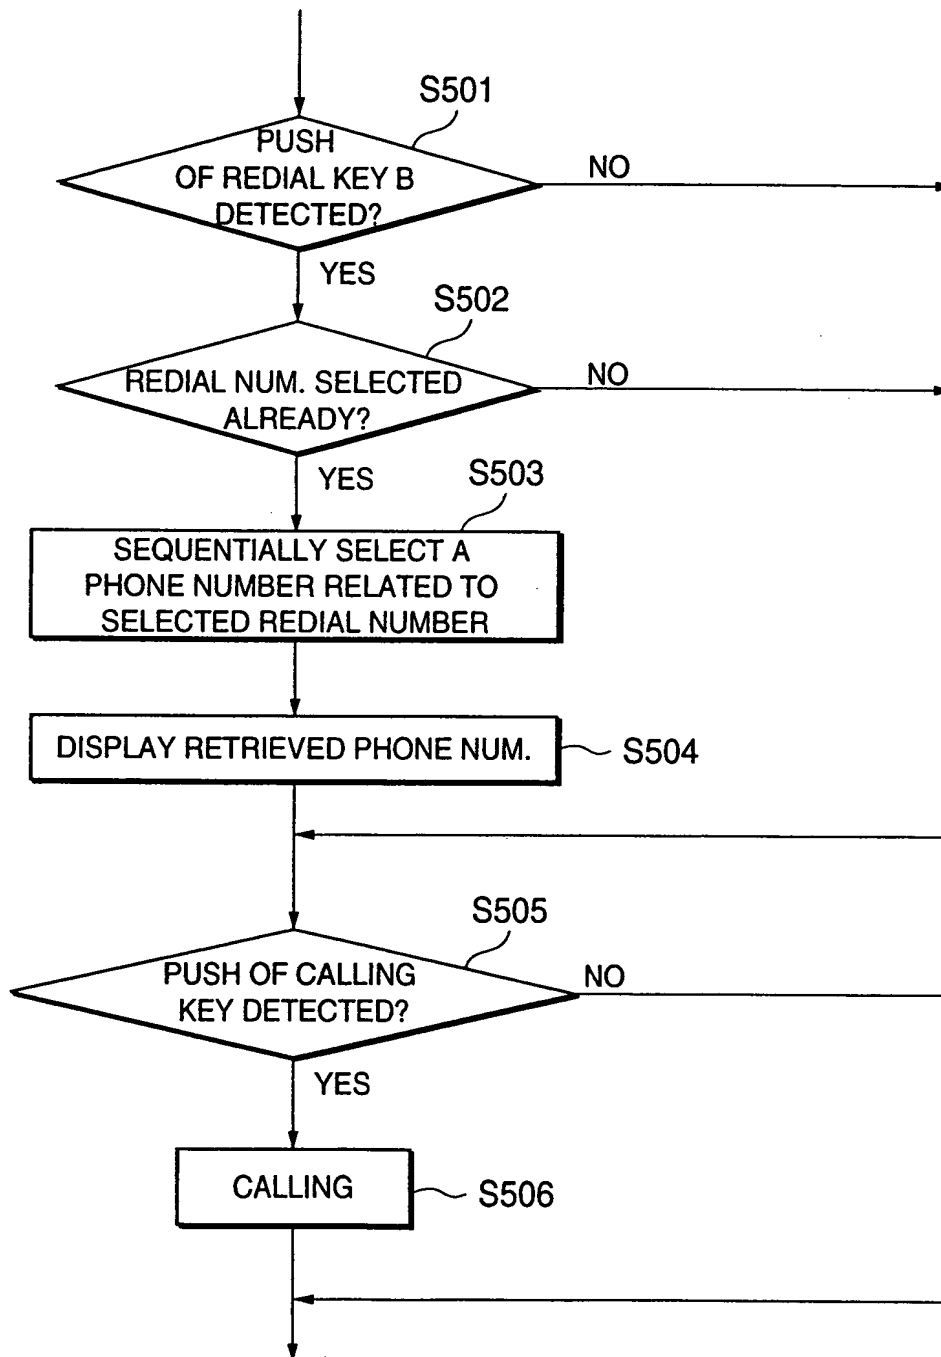 S501
PUSH
OF REDIAL KEY B
DETECTED?
NO
YES
S502
REDIAL NUM. SELECTED
ALREADY?
NO
YES
S503
SEQUENTIALLY SELECT A
PHONE NUMBER RELATED TO
SELECTED REDIAL NUMBER
DISPLAY RETRIEVED PHONE NUM.
S504
S505
PUSH OF CALLING
KEY DETECTED?
NO
YES
CALLING
S506